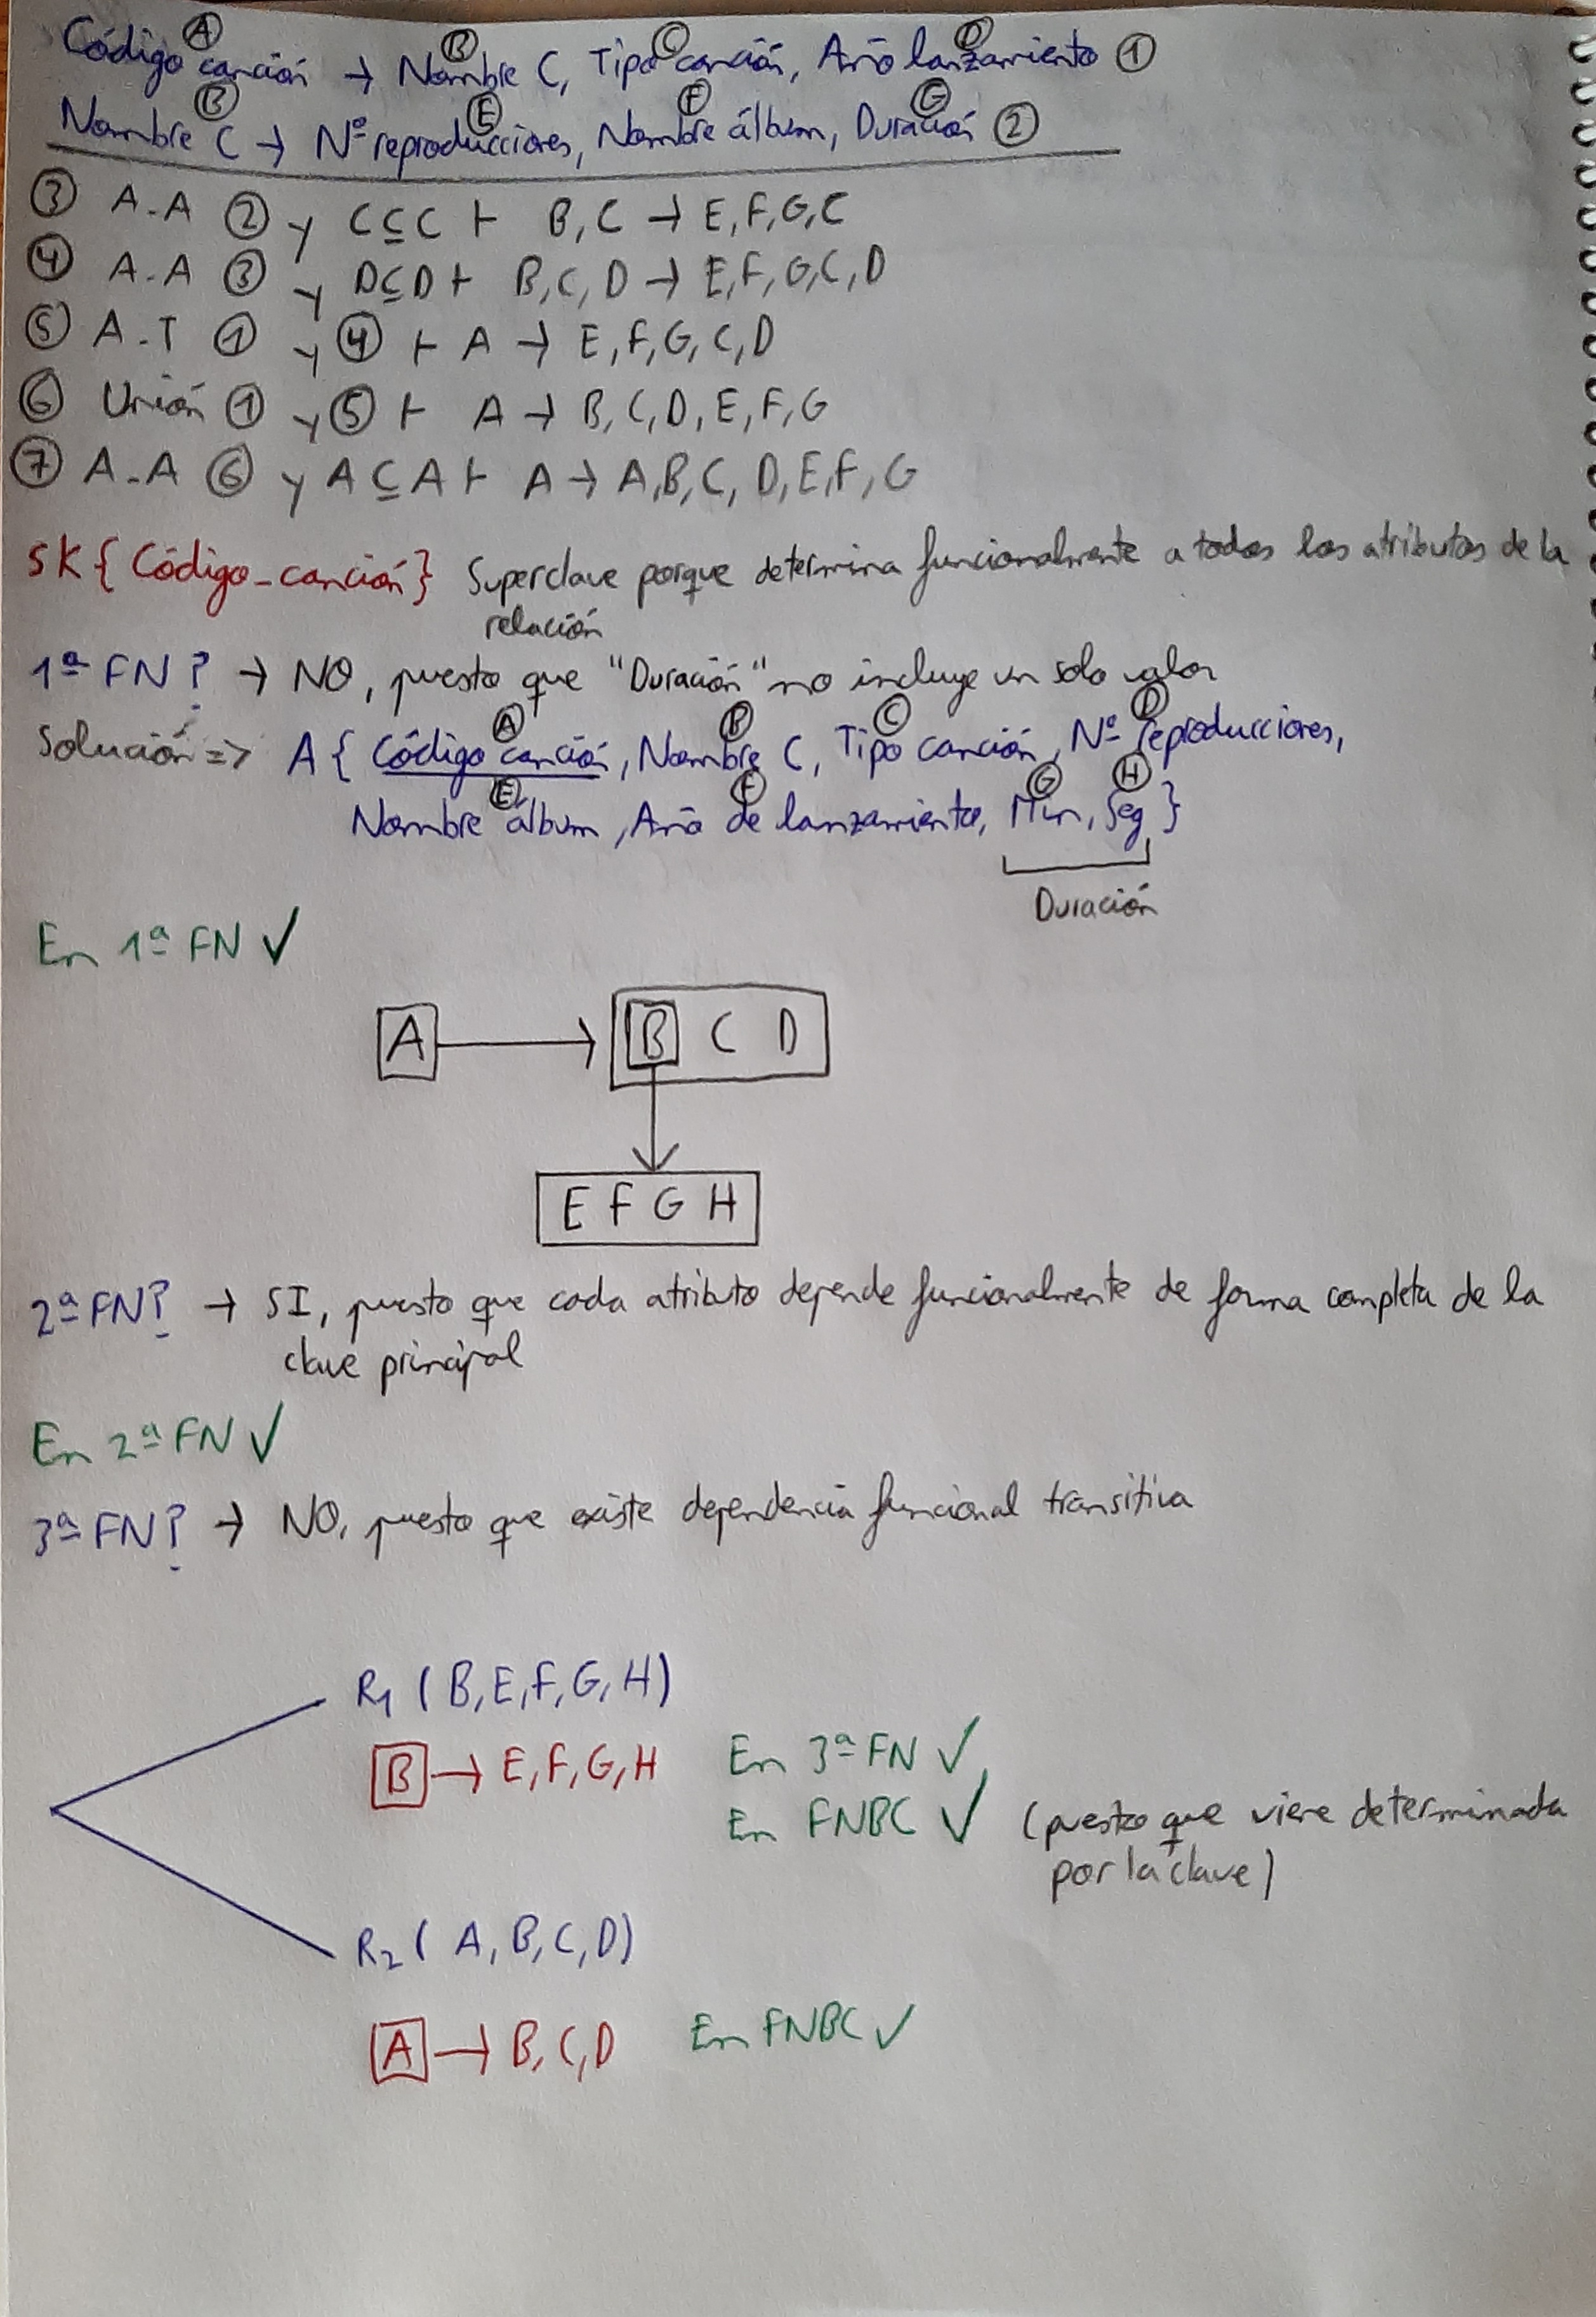 Código canción → Nombre C, Tipo canción, Año lanzamiento ①
Ⓐ Ⓑ Ⓒ Ⓓ
Nombre C → Nº reproducciones, Nombre álbum, Duración ②
Ⓑ Ⓔ Ⓕ Ⓖ
③ A-A ② y C⊆C ⊢ B,C → E,F,G,C
④ A-A ③ y D⊆D ⊢ B,C,D → E,F,G,C,D
⑤ A-T ① y ④ ⊢ A → E,F,G,C,D
⑥ Unión ① y ⑤ ⊢ A → B,C,D,E,F,G
⑦ A-A ⑥ y A⊆A ⊢ A → A,B,C,D,E,F,G
SK{Código_canción} Superclave porque determina funcionalmente a todos los atributos de la
relación
1ª FN? → NO, puesto que "Duración" no incluye un solo valor
Solución => A{Código canción, Nombre C, Tipo canción, Nº reproducciones,
Ⓐ Ⓑ Ⓒ Ⓓ
Nombre álbum, Año de lanzamiento, Min, Seg}
Ⓔ Ⓕ Ⓖ Ⓗ
Duración
En 1ª FN ✓
A → B C D
E F G H
2ª FN? → SI, puesto que cada atributo depende funcionalmente de forma completa de la
clave principal
En 2ª FN ✓
3ª FN? → NO, puesto que existe dependencia funcional transitiva
R1 (B,E,F,G,H)
B → E,F,G,H En 3ª FN ✓
En FNBC ✓ (puesto que viene determinada
por la clave)
R2 (A,B,C,D)
A → B,C,D En FNBC ✓